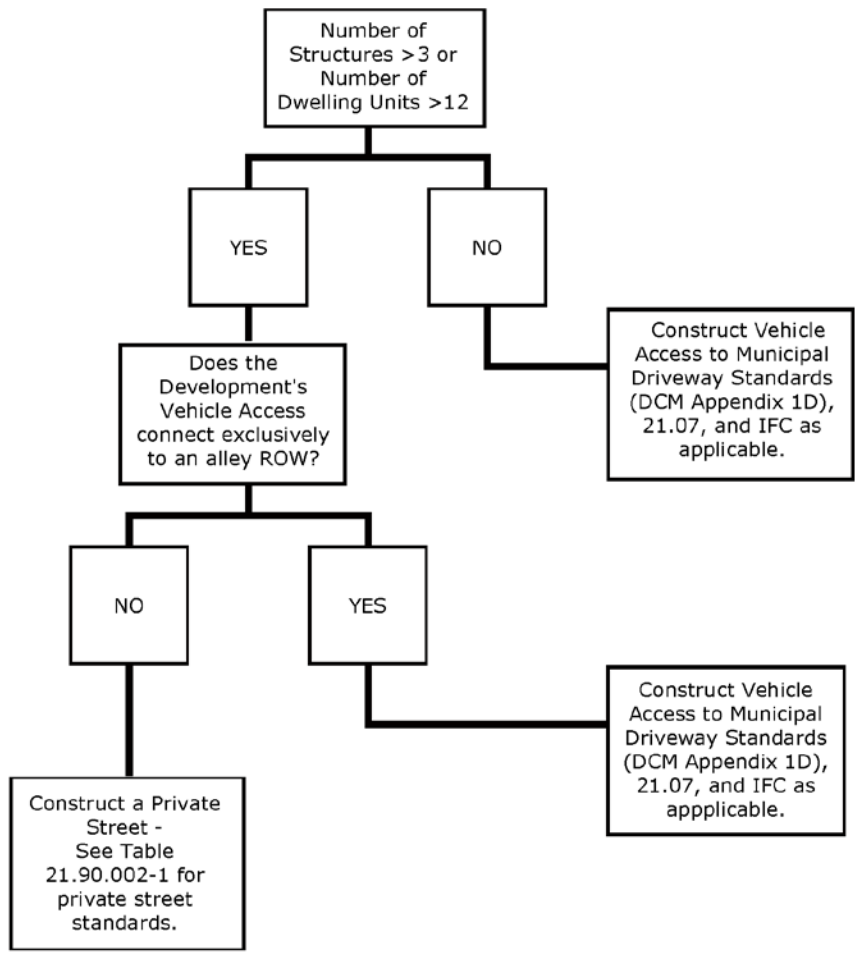 Number of
Structures >3 or
Number of
Dwelling Units >12
YES
NO
Construct Vehicle
Access to Municipal
Driveway Standards
(DCM Appendix 1D),
21.07, and IFC as
applicable.
Does the
Development's
Vehicle Access
connect exclusively
to an alley ROW?
NO
YES
Construct Vehicle
Access to Municipal
Driveway Standards
(DCM Appendix 1D),
21.07, and IFC as
appplicable.
Construct a Private
Street -
See Table
21.90.002-1 for
private street
standards.